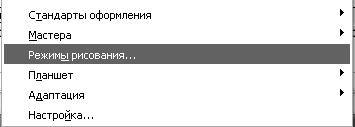 Стандарты оформления
Мастера
Режимы рисования...
Планшет
Адаптация
Настройка...